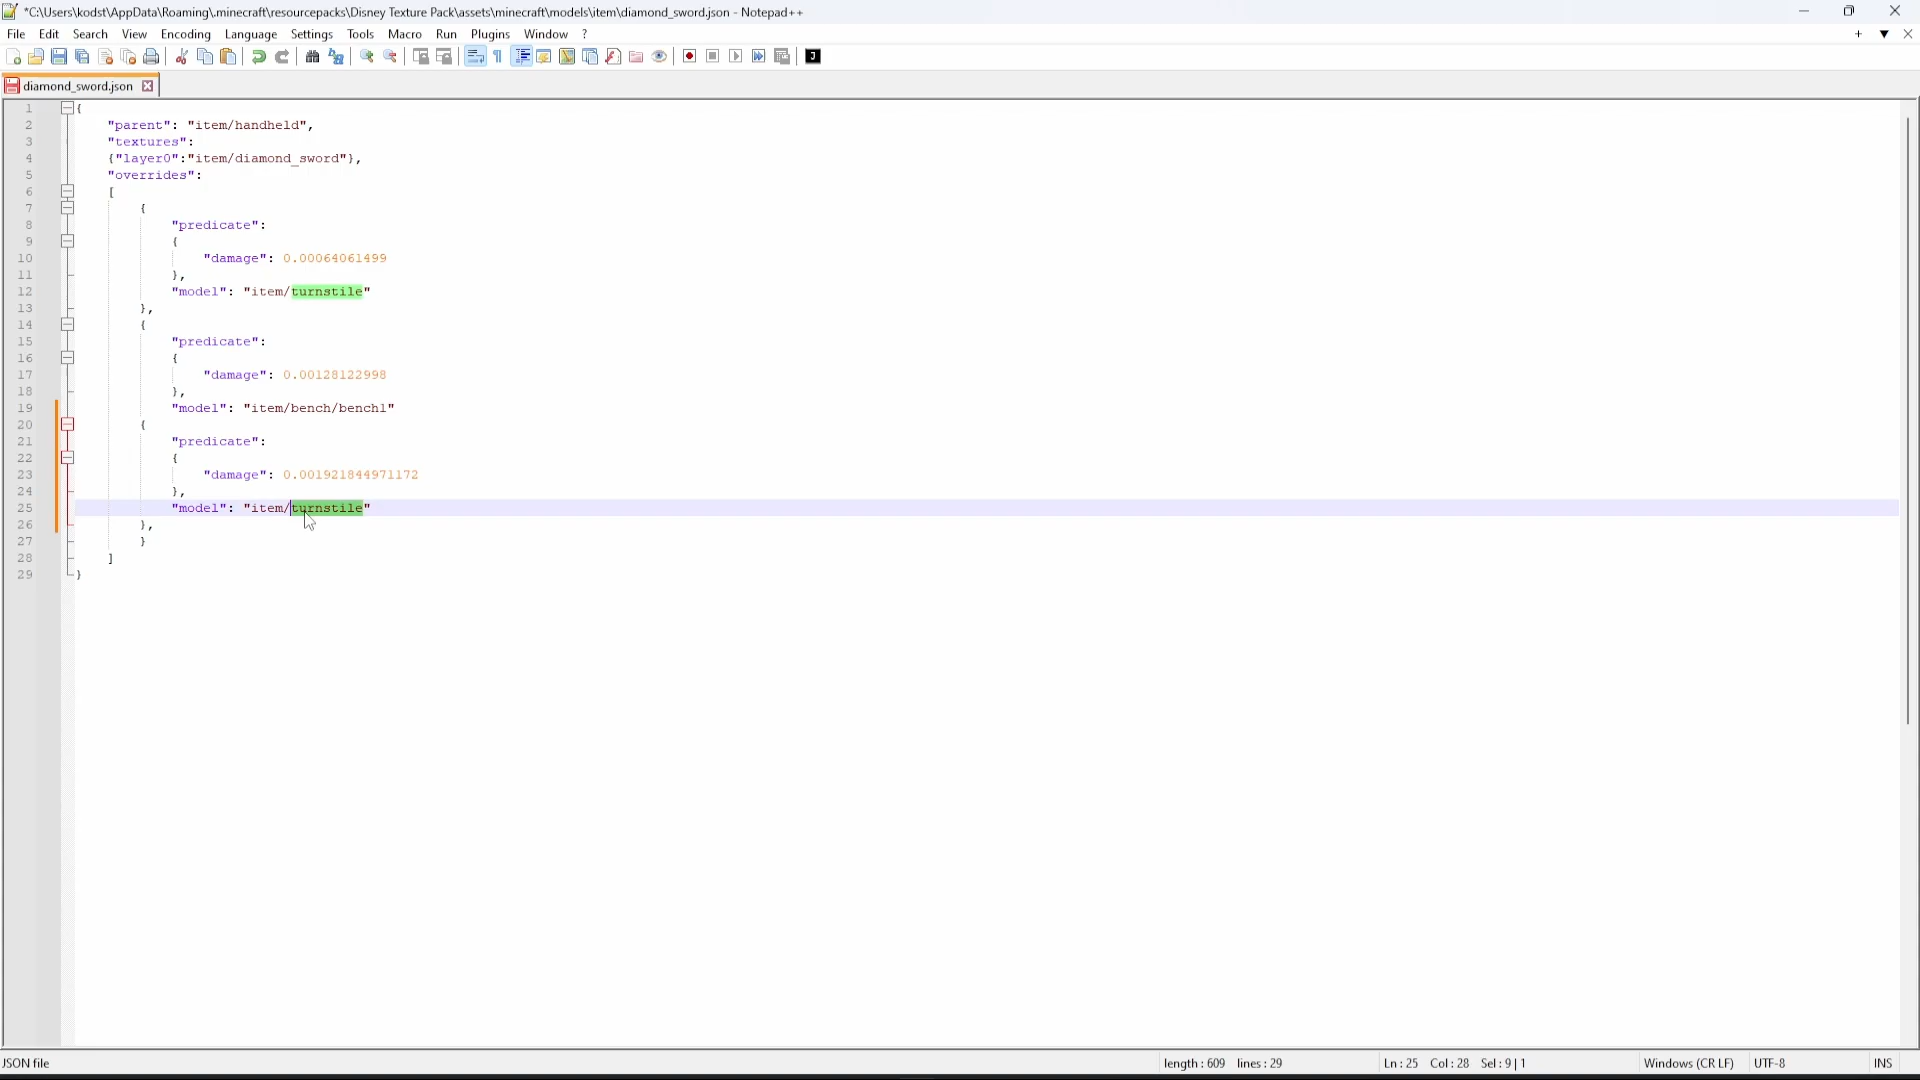 *C:\Users\kodst\AppData\Roaming\.minecraft\resourcepacks\Disney Texture Pack\assets\minecraft\models\item\diamond_sword.json - Notepad++
File Edit Search View Encoding Language Settings Tools Macro Run Plugins Window ?
diamond_sword.json
1 {
2 "parent": "item/handheld",
3 "textures":
4 {"layer0":"item/diamond_sword"},
5 "overrides":
6 [
7 {
8 "predicate":
9 {
10 "damage": 0.00064061499
11 },
12 "model": "item/turnstile"
13 },
14 {
15 "predicate":
16 {
17 "damage": 0.00128122998
18 },
19 "model": "item/bench/bench1"
20 {
21 "predicate":
22 {
23 "damage": 0.001921844971172
24 },
25 "model": "item/turnstile"
26 },
27 }
28 ]
29 }
JSON file length : 609 lines : 29 Ln : 25 Col : 28 Sel : 9 | 1 Windows (CR LF) UTF-8 INS